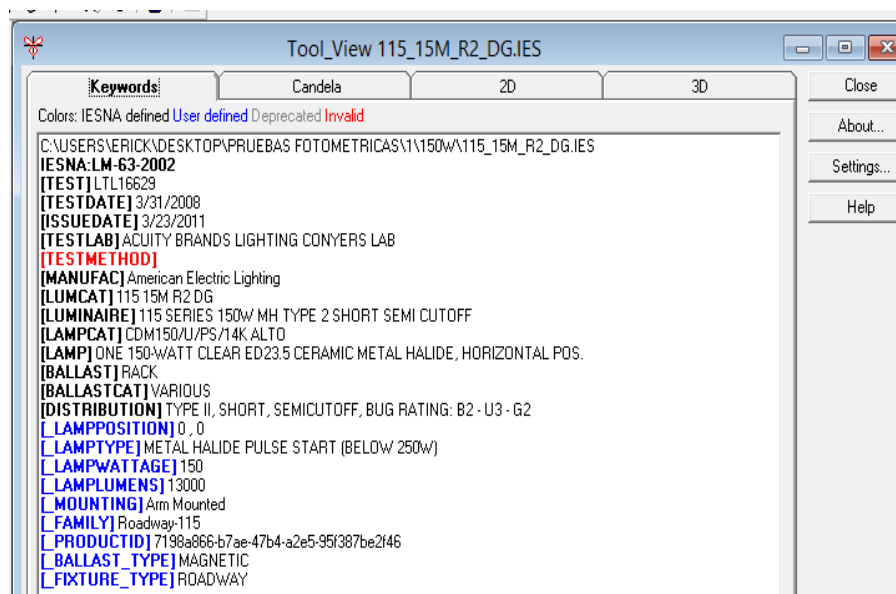 Tool_View 115_15M_R2_DG.IES
Keywords Candela 2D 3D
Close
Colors: IESNA defined User defined Deprecated Invalid
About...
Settings...
Help
C:\USERS\ERICK\DESKTOP\PRUEBAS FOTOMETRICAS\1\150W\115_15M_R2_DG.IES
IESNA:LM-63-2002
[TEST] LTL16629
[TESTDATE] 3/31/2008
[ISSUEDATE] 3/23/2011
[TESTLAB] ACUITY BRANDS LIGHTING CONYERS LAB
[TESTMETHOD]
[MANUFAC] American Electric Lighting
[LUMCAT] 115 15M R2 DG
[LUMINAIRE] 115 SERIES 150W MH TYPE 2 SHORT SEMI CUTOFF
[LAMPCAT] CDM150/U/PS/14K ALTO
[LAMP] ONE 150-WATT CLEAR ED23.5 CERAMIC METAL HALIDE, HORIZONTAL POS.
[BALLAST] RACK
[BALLASTCAT] VARIOUS
[DISTRIBUTION] TYPE II, SHORT, SEMICUTOFF, BUG RATING: B2 - U3 - G2
[_LAMPPOSITION] 0 , 0
[_LAMPTYPE] METAL HALIDE PULSE START (BELOW 250W)
[_LAMPWATTAGE] 150
[_LAMPLUMENS] 13000
[_MOUNTING] Arm Mounted
[_FAMILY] Roadway-115
[_PRODUCTID] 7198a866-b7ae-47b4-a2e5-95f387be2f46
[_BALLAST_TYPE] MAGNETIC
[_FIXTURE_TYPE] ROADWAY